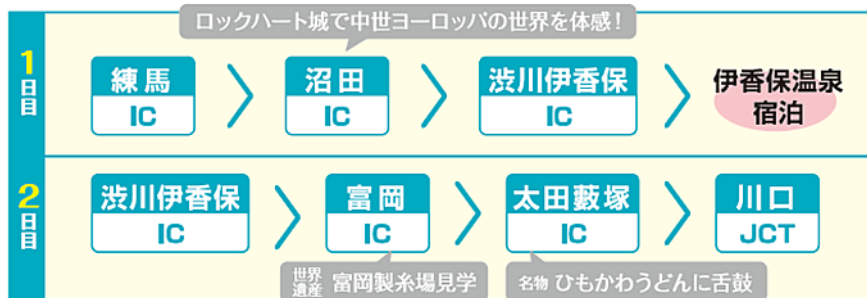 ロックハート城で中世ヨーロッパの世界を体感!
1日目
練馬
IC
沼田
IC
渋川伊香保
IC
伊香保温泉
宿泊
2日目
渋川伊香保
IC
富岡
IC
太田藪塚
IC
川口
JCT
世界遺産 富岡製糸場見学
名物 ひもかわうどんに舌鼓